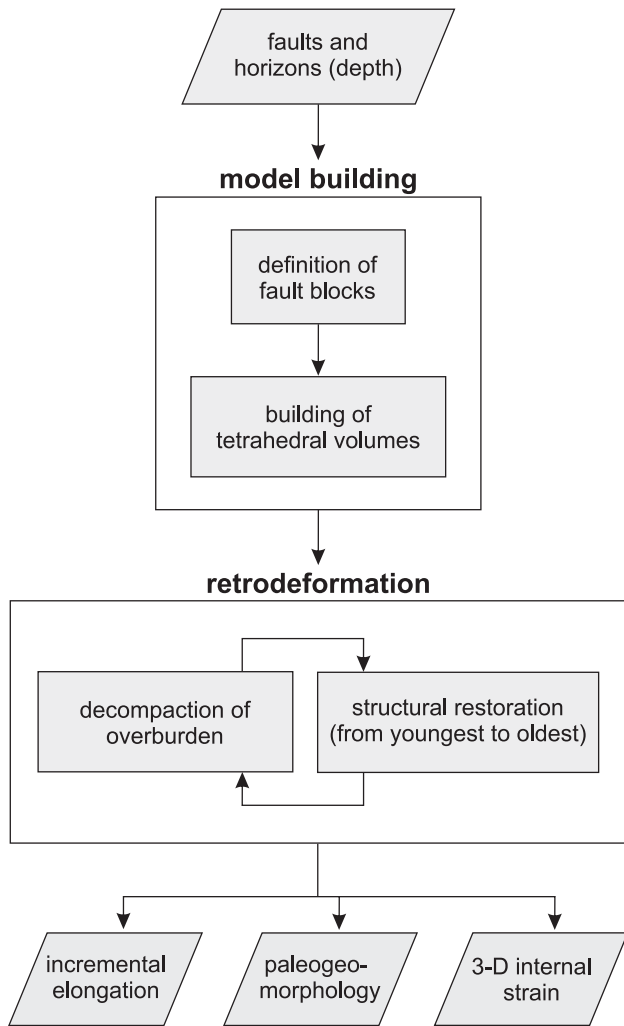 faults and
horizons (depth)
model building
definition of
fault blocks
building of
tetrahedral volumes
retrodeformation
decompaction of
overburden
structural restoration
(from youngest to oldest)
incremental
elongation
paleogeo-
morphology
3-D internal
strain